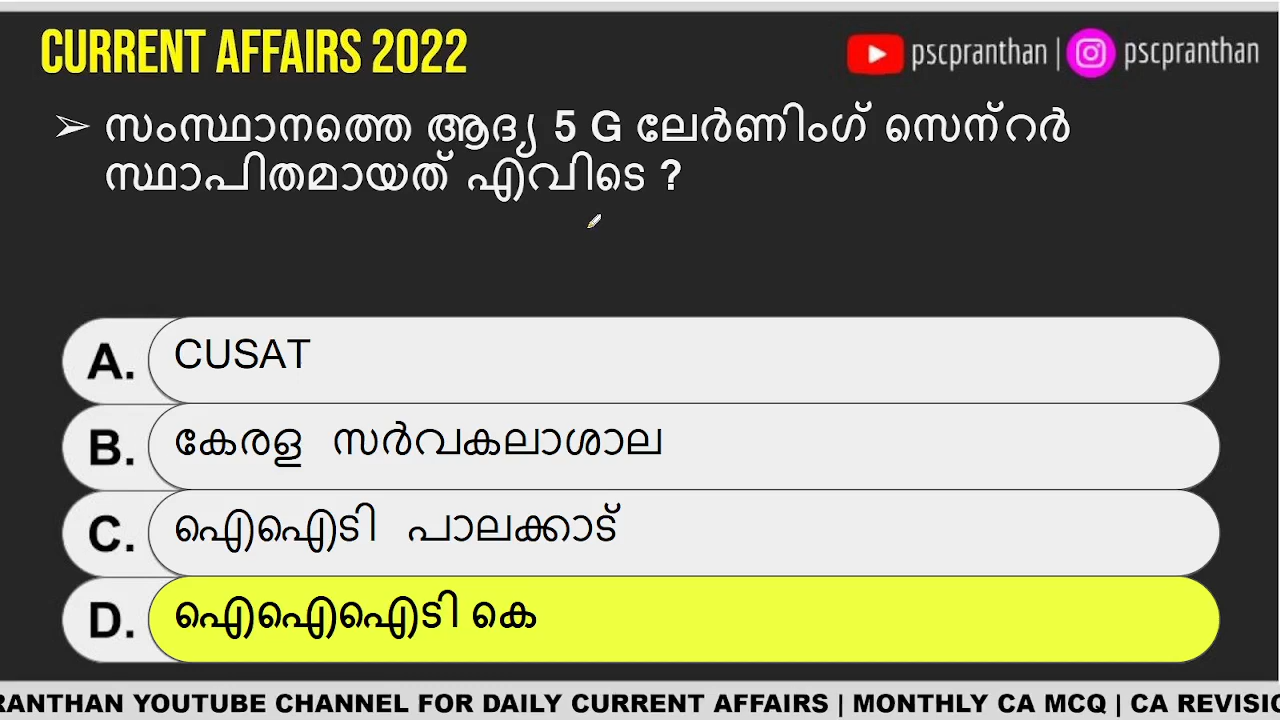 CURRENT AFFAIRS 2022
pscpranthan | pscpranthan
➢ സംസ്ഥാനത്തെ ആദ്യ 5 G ലേർണിംഗ് സെന്റർ
സ്ഥാപിതമായത് എവിടെ ?
A. CUSAT
B. കേരള സർവകലാശാല
C. ഐഐടി പാലക്കാട്
D. ഐഐഐടി കെ
RANTHAN YOUTUBE CHANNEL FOR DAILY CURRENT AFFAIRS | MONTHLY CA MCQ | CA REVISIO